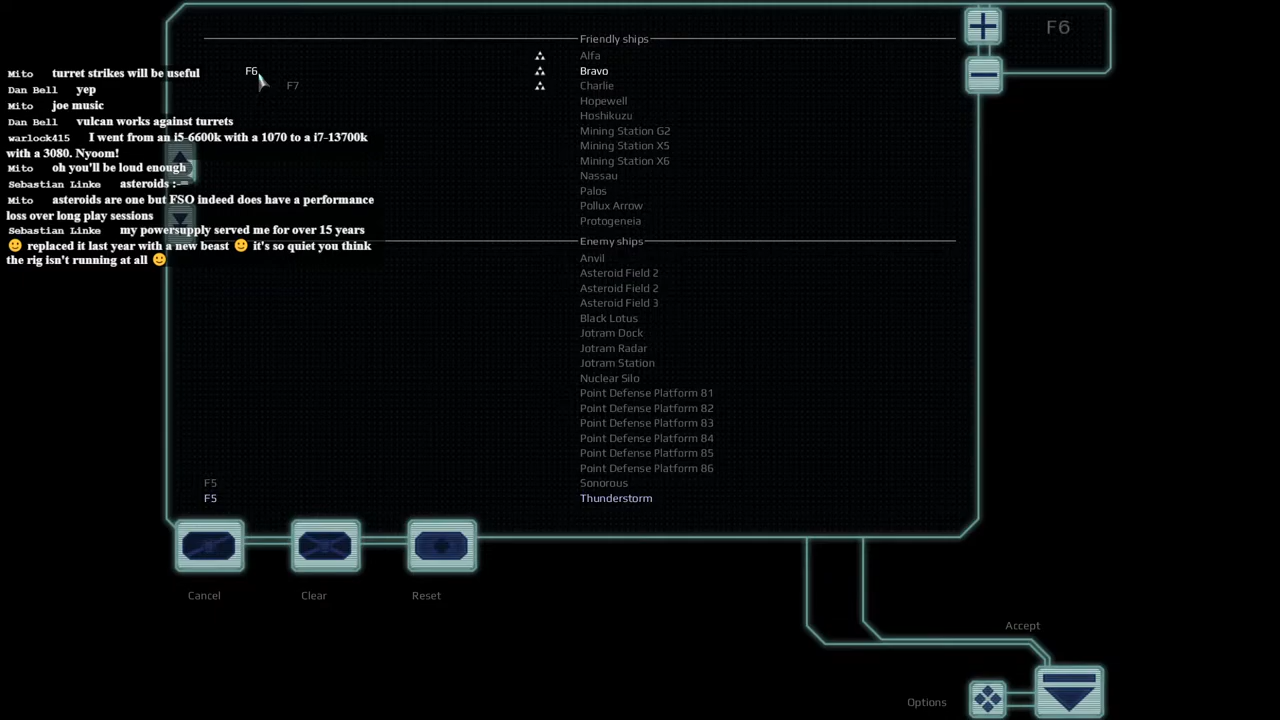 Friendly ships
F6
Alfa
F6 Bravo
F7 Charlie
Hopewell
Hoshikuzu
Mining Station G2
Mining Station X5
Mining Station X6
Nassau
Palos
Pollux Arrow
Protogeneia
Mito turret strikes will be useful
Dan Bell yep
Mito joe music
Dan Bell vulcan works against turrets
warlock415 I went from an i5-6600k with a 1070 to a i7-13700k
with a 3080. Nyoom!
Mito oh you'll be loud enough
Sebastian Linke asteroids :-=
Mito asteroids are one but FSO indeed does have a performance
loss over long play sessions
Sebastian Linke my powersupply served me for over 15 years
🙂 replaced it last year with a new beast 🙂 it's so quiet you think
the rig isn't running at all 🙂
Enemy ships
Anvil
Asteroid Field 2
Asteroid Field 2
Asteroid Field 3
Black Lotus
Jotram Dock
Jotram Radar
Jotram Station
Nuclear Silo
Point Defense Platform 81
Point Defense Platform 82
Point Defense Platform 83
Point Defense Platform 84
Point Defense Platform 85
Point Defense Platform 86
F5 Sonorous
F5 Thunderstorm
Cancel
Clear
Reset
Accept
Options